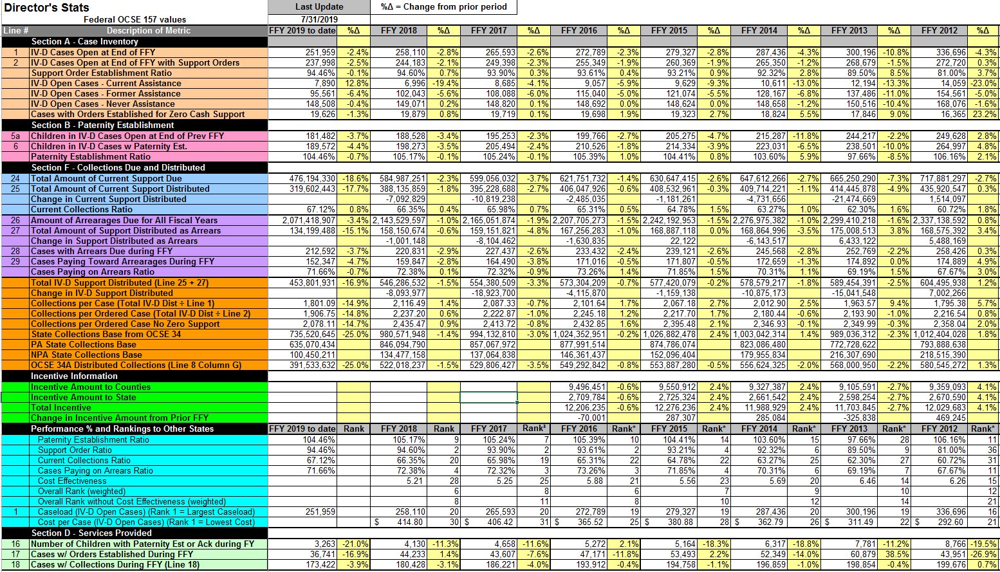 Director's Stats Last Update %Δ = Change from prior period
Federal OCSE 157 values 7/31/2019
Line # Description of Metric FFY 2019 to date %Δ FFY 2018 %Δ FFY 2017 %Δ FFY 2016 %Δ FFY 2015 %Δ FFY 2014 %Δ FFY 2013 %Δ FFY 2012 %Δ
Section A - Case Inventory
1 IV-D Cases Open at End of FFY 251,959 -2.4% 258,110 -2.8% 265,593 -2.6% 272,789 -2.3% 279,327 -2.8% 287,436 -4.3% 300,196 -10.8% 336,696 -4.3%
2 IV-D Cases Open at End of FFY with Support Orders 237,998 -2.5% 244,183 -2.1% 249,398 -2.3% 255,349 -1.9% 260,369 -1.9% 265,350 -1.2% 268,679 -1.5% 272,720 0.3%
Support Order Establishment Ratio 94.46% -0.1% 94.60% 0.7% 93.90% 0.3% 93.61% 0.4% 93.21% 0.9% 92.32% 2.8% 89.50% 8.5% 81.00% 3.7%
IV-D Open Cases - Current Assistance 7,890 12.8% 6,996 -19.4% 8,685 -4.1% 9,057 -5.9% 9,629 -9.3% 10,611 -13.0% 12,194 -13.3% 14,059 -23.0%
IV-D Open Cases - Former Assistance 95,561 -6.4% 102,043 -5.6% 108,088 -6.0% 115,040 -5.0% 121,074 -5.5% 128,167 -6.8% 137,486 -11.0% 154,561 -5.0%
IV-D Open Cases - Never Assistance 148,508 -0.4% 149,071 0.2% 148,820 0.1% 148,692 0.0% 148,624 0.0% 148,658 -1.2% 150,516 -10.4% 168,076 -1.6%
Cases with Orders Established for Zero Cash Support 19,626 -1.3% 19,879 0.8% 19,719 0.1% 19,698 1.9% 19,323 2.7% 18,824 5.5% 17,846 9.0% 16,365 23.2%
Section B - Paternity Establishment
5a Children in IV-D Cases Open at End of Prev FFY 181,482 -3.7% 188,528 -3.4% 195,253 -2.3% 199,766 -2.7% 205,275 -4.7% 215,287 -11.8% 244,217 -2.2% 249,628 2.8%
6 Children in IV-D Cases w Paternity Est. 189,572 -4.4% 198,273 -3.5% 205,494 -2.4% 210,526 -1.8% 214,334 -3.9% 223,031 -6.5% 238,501 -10.0% 264,997 4.8%
Paternity Establishment Ratio 104.46% -0.7% 105.17% -0.1% 105.24% -0.1% 105.39% 1.0% 104.41% 0.8% 103.60% 5.9% 97.66% -8.5% 106.16% 2.1%
Section F - Collections Due and Distributed
24 Total Amount of Current Support Due 476,194,330 -18.6% 584,987,251 -2.3% 599,056,032 -3.7% 621,751,732 -1.4% 630,647,415 -2.6% 647,612,266 -2.7% 665,250,290 -7.3% 717,881,297 -2.7%
25 Total Amount of Current Support Distributed 319,602,443 -17.7% 388,135,859 -1.8% 395,228,688 -2.7% 406,047,926 -0.6% 408,532,961 -0.3% 409,714,221 -1.1% 414,445,878 -4.9% 435,920,547 0.3%
Change in Current Support Distributed -7,092,829 -10,819,238 -2,485,035 -1,181,261 -4,731,656 -21,474,669 1,514,097
Current Collections Ratio 67.12% 0.8% 66.35% 0.4% 65.98% 0.7% 65.31% 0.5% 64.78% 1.5% 63.27% 1.0% 62.30% 1.6% 60.72% 1.8%
26 Amount of Arrearages Due for All Fiscal Years 2,071,418,907 -3.4% 2,143,529,597 -1.0% 2,165,051,874 -1.9% 2,207,705,273 -1.5% 2,242,192,953 -1.5% 2,276,975,382 -1.0% 2,299,410,218 -1.6% 2,337,138,592 0.8%
27 Total Amount of Support Distributed as Arrears 134,199,488 -15.1% 158,150,674 -0.6% 159,151,821 -4.8% 167,256,283 -1.0% 168,887,118 0.0% 168,864,996 -3.5% 175,008,513 3.8% 168,575,392 3.4%
Change in Support Distributed as Arrears -1,001,148 -8,104,462 -1,630,835 22,122 -6,143,517 6,433,122 5,488,169
28 Cases with Arrears Due during FFY 212,592 -3.7% 220,831 -2.9% 227,437 -2.6% 233,432 -2.4% 239,121 -2.6% 245,568 -2.8% 252,769 -2.2% 258,426 0.3%
29 Cases Paying Toward Arrearages During FFY 152,347 -4.7% 159,847 -2.8% 164,490 -3.8% 171,016 -0.5% 171,807 -0.5% 172,659 -1.3% 174,892 0.0% 174,889 4.9%
Cases Paying on Arrears Ratio 71.66% -0.7% 72.38% 0.1% 72.32% -0.9% 73.26% 1.4% 71.85% 1.5% 70.31% 1.1% 69.19% 1.5% 67.67% 3.0%
Total IV-D Support Distributed (Line 25 + 27) 453,801,931 -16.9% 546,286,532 -1.5% 554,380,509 -3.3% 573,304,209 -0.7% 577,420,079 -0.2% 578,579,217 -1.8% 589,454,391 -2.5% 604,495,938 1.2%
Change in IV-D Support Distributed -8,093,977 -18,923,700 -4,115,870 -1,159,138 -10,875,173 -15,041,548 7,002,266
Collections per Case (Total IV-D Dist ÷ Line 1) 1,801.09 -14.9% 2,116.49 1.4% 2,087.33 -0.7% 2,101.64 1.7% 2,067.18 2.7% 2,012.90 2.5% 1,963.57 9.4% 1,795.38 5.7%
Collections per Ordered Case (Total IV-D Dist ÷ Line 2) 1,906.75 -14.8% 2,237.20 0.6% 2,222.87 -1.0% 2,245.18 1.2% 2,217.70 1.7% 2,180.44 -0.6% 2,193.90 -1.0% 2,216.54 0.8%
Collections per Ordered Case No Zero Support 2,078.11 -14.7% 2,435.47 0.9% 2,413.72 -0.8% 2,432.85 1.6% 2,395.48 2.1% 2,346.93 -0.1% 2,349.99 -0.3% 2,358.04 2.0%
State Collections Base from OCSE 34 735,520,645 -25.0% 980,571,948 -1.4% 994,132,810 -3.0% 1,024,352,951 -0.2% 1,026,882,478 2.4% 1,003,042,314 1.4% 989,036,312 -2.3% 1,012,404,028 1.8%
PA State Collections Base 635,070,434 846,094,790 857,067,972 877,991,514 874,786,074 823,086,480 772,728,622 793,888,638
NPA State Collections Base 100,450,211 134,477,158 137,064,838 146,361,437 152,096,404 179,955,834 216,307,690 218,515,390
OCSE 34A Distributed Collections (Line 8 Column G) 391,533,632 -25.0% 522,018,237 -1.5% 529,806,427 -3.5% 549,292,842 -0.8% 553,887,280 -0.5% 556,624,325 -2.0% 568,000,950 -2.2% 580,545,272 1.3%
Incentive Information
Incentive Amount to Counties 9,496,451 -0.6% 9,550,912 2.4% 9,327,387 2.4% 9,105,591 -2.7% 9,359,093 4.1%
Incentive Amount to State 2,709,784 -0.6% 2,725,324 2.4% 2,661,542 2.4% 2,598,254 -2.7% 2,670,590 4.1%
Total Incentive 12,206,235 -0.6% 12,276,236 2.4% 11,988,929 2.4% 11,703,845 -2.7% 12,029,683 4.1%
Change in Incentive Amount from Prior FFY -70,001 287,307 285,084 -325,838 469,245
Performance % and Rankings to Other States FFY 2019 to date Rank FFY 2018 Rank FFY 2017 Rank³ FFY 2016 Rank* FFY 2015 Rank* FFY 2014 Rank* FFY 2013 Rank* FFY 2012 Rank*
Paternity Establishment Ratio 104.46% 105.17% 9 105.24% 7 105.39% 10 104.41% 14 103.60% 15 97.66% 28 106.16% 11
Support Order Ratio 94.46% 94.60% 2 93.90% 2 93.61% 2 93.21% 4 92.32% 6 89.50% 9 81.00% 36
Current Collections Ratio 67.12% 66.35% 20 65.98% 19 65.31% 22 64.78% 22 63.27% 25 62.30% 27 60.72% 31
Cases Paying on Arrears Ratio 71.66% 72.38% 4 72.32% 3 73.26% 3 71.85% 4 70.31% 6 69.19% 7 67.67% 11
Cost Effectiveness 5.21 28 5.25 25 5.88 21 5.56 23 5.69 20 6.46 14 6.26 15
Overall Rank (weighted) 6 8 6 7 9 10 12
Overall Rank without Cost Effectiveness (weighted) 8 11 8 10 12 14 21
1 Caseload (IV-D Open Cases) (Rank 1 = Largest Caseload) 251,959 258,110 20 265,593 20 272,789 19 279,327 19 287,436 20 300,196 19 336,696 16
Cost per Case (IV-D Open Cases) (Rank 1 = Lowest Cost) $ 414.80 30 $ 406.42 31 $ 365.52 25 $ 380.88 28 $ 362.79 26 $ 311.49 22 $ 292.60 21
Section D - Services Provided
16 Number of Children with Paternity Est or Ack during FY 3,263 -21.0% 4,130 -11.3% 4,658 -11.6% 5,272 2.1% 5,164 -18.3% 6,317 -18.8% 7,781 -11.2% 8,766 -19.5%
17 Cases w/ Orders Established During FFY 36,741 -16.9% 44,233 1.4% 43,607 -7.6% 47,171 -11.8% 53,493 2.2% 52,349 -14.0% 60,879 38.5% 43,951 -26.9%
18 Cases w/ Collections During FFY (Line 18) 173,422 -3.9% 180,428 -3.1% 186,221 -4.0% 193,912 -0.4% 194,758 -1.1% 196,859 -1.0% 198,854 -0.4% 199,676 0.7%